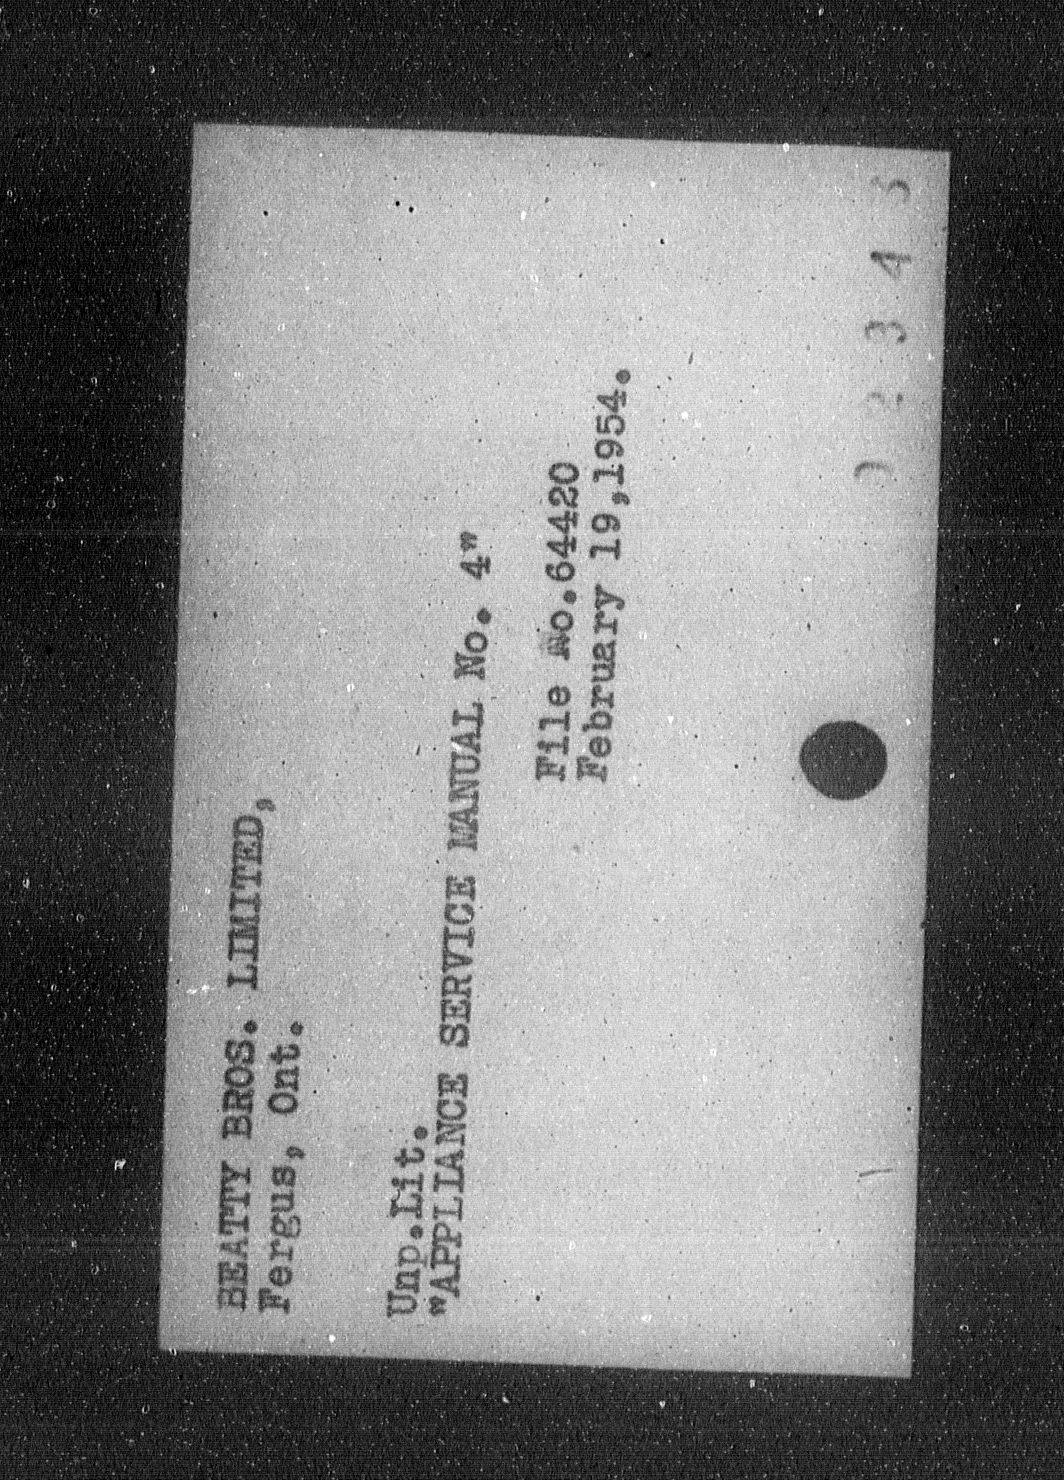 BEATTY BROS. LIMITED,
Fergus, Ont.
Unp.Lit.
"APPLIANCE SERVICE MANUAL No. 4"
File No.64420
February 19,1954.